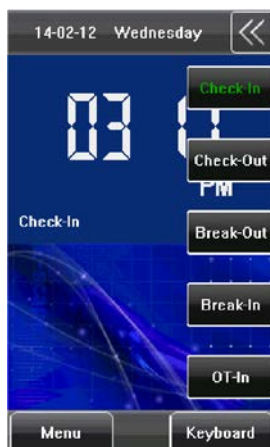 14-02-12 Wednesday
Check-In
03
Check-Out
PM
Check-In
Break-Out
Break-In
OT-In
Menu
Keyboard